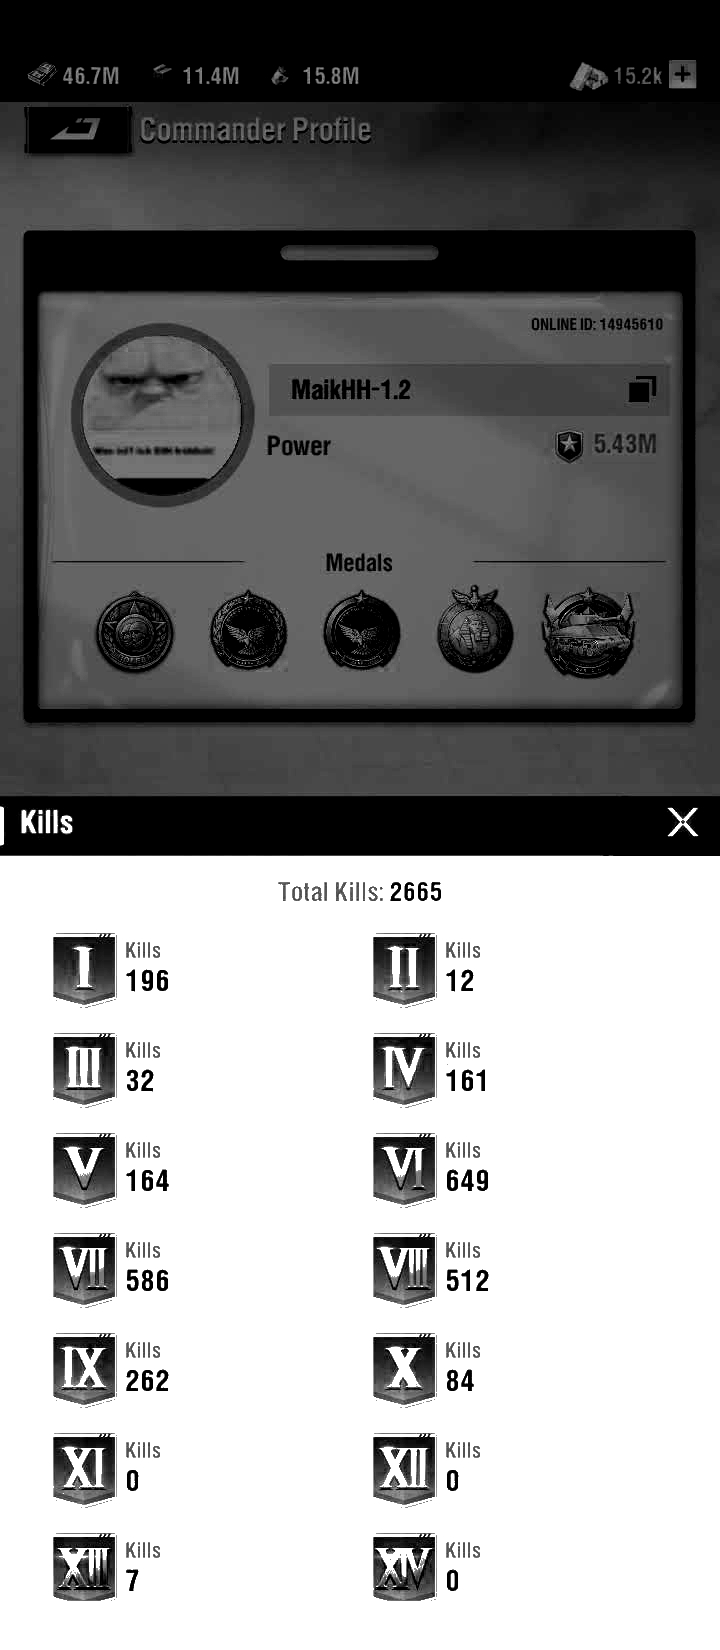 46.7M 11.4M 15.8M 15.2k
Commander Profile
ONLINE ID: 14945610
MaikHH-1.2
Power 5.43M
Medals
Kills
Total Kills: 2665
I Kills 196
II Kills 12
III Kills 32
IV Kills 161
V Kills 164
VI Kills 649
VII Kills 586
VIII Kills 512
IX Kills 262
X Kills 84
XI Kills 0
XII Kills 0
XIII Kills 7
XIV Kills 0